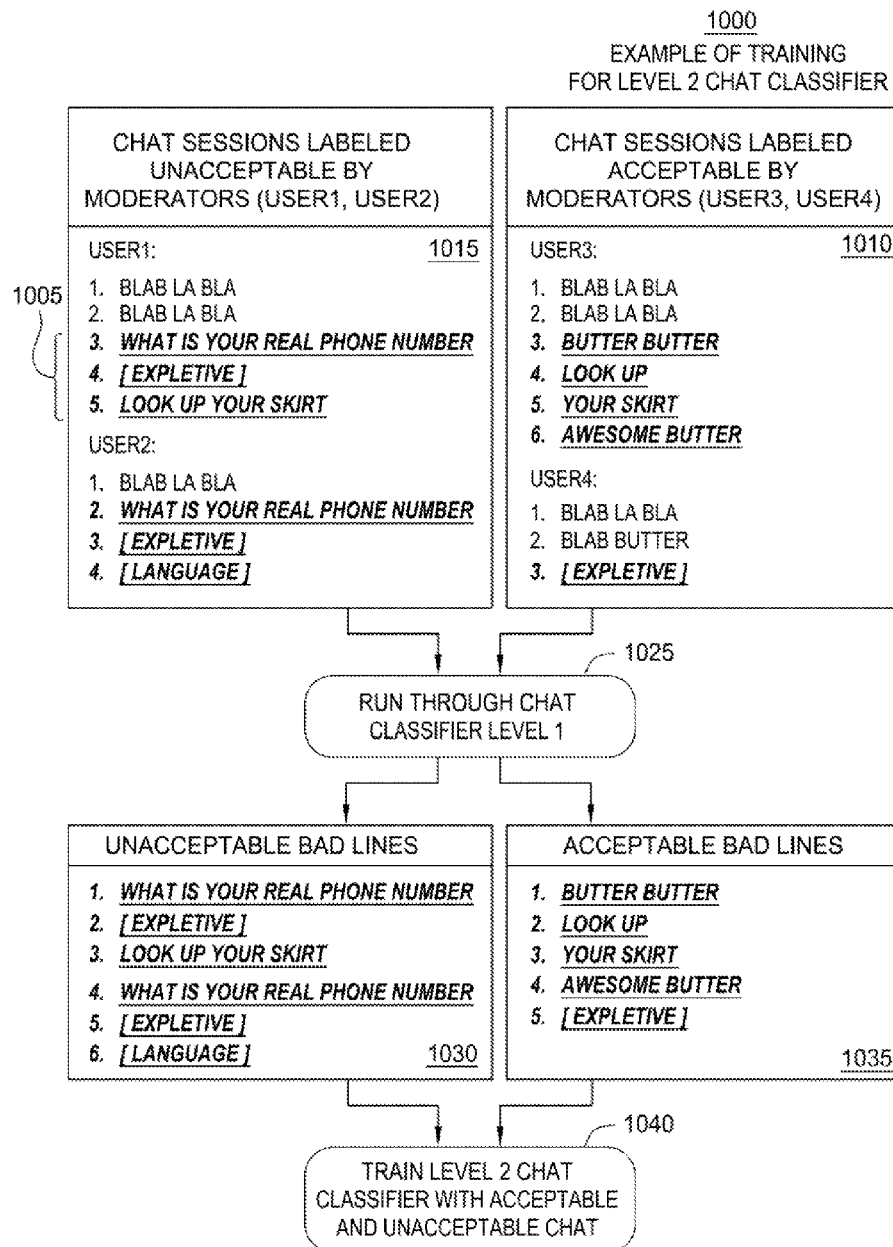 1000
EXAMPLE OF TRAINING
FOR LEVEL 2 CHAT CLASSIFIER
CHAT SESSIONS LABELED
UNACCEPTABLE BY
MODERATORS (USER1, USER2)
1015
USER1:
1005
1. BLAB LA BLA
2. BLAB LA BLA
3. WHAT IS YOUR REAL PHONE NUMBER
4. [ EXPLETIVE ]
5. LOOK UP YOUR SKIRT
USER2:
1. BLAB LA BLA
2. WHAT IS YOUR REAL PHONE NUMBER
3. [ EXPLETIVE ]
4. [ LANGUAGE ]
CHAT SESSIONS LABELED
ACCEPTABLE BY
MODERATORS (USER3, USER4)
1010
USER3:
1. BLAB LA BLA
2. BLAB LA BLA
3. BUTTER BUTTER
4. LOOK UP
5. YOUR SKIRT
6. AWESOME BUTTER
USER4:
1. BLAB LA BLA
2. BLAB BUTTER
3. [ EXPLETIVE ]
1025
RUN THROUGH CHAT
CLASSIFIER LEVEL 1
UNACCEPTABLE BAD LINES
1. WHAT IS YOUR REAL PHONE NUMBER
2. [ EXPLETIVE ]
3. LOOK UP YOUR SKIRT
4. WHAT IS YOUR REAL PHONE NUMBER
5. [ EXPLETIVE ]
6. [ LANGUAGE ]
1030
ACCEPTABLE BAD LINES
1. BUTTER BUTTER
2. LOOK UP
3. YOUR SKIRT
4. AWESOME BUTTER
5. [ EXPLETIVE ]
1035
1040
TRAIN LEVEL 2 CHAT
CLASSIFIER WITH ACCEPTABLE
AND UNACCEPTABLE CHAT